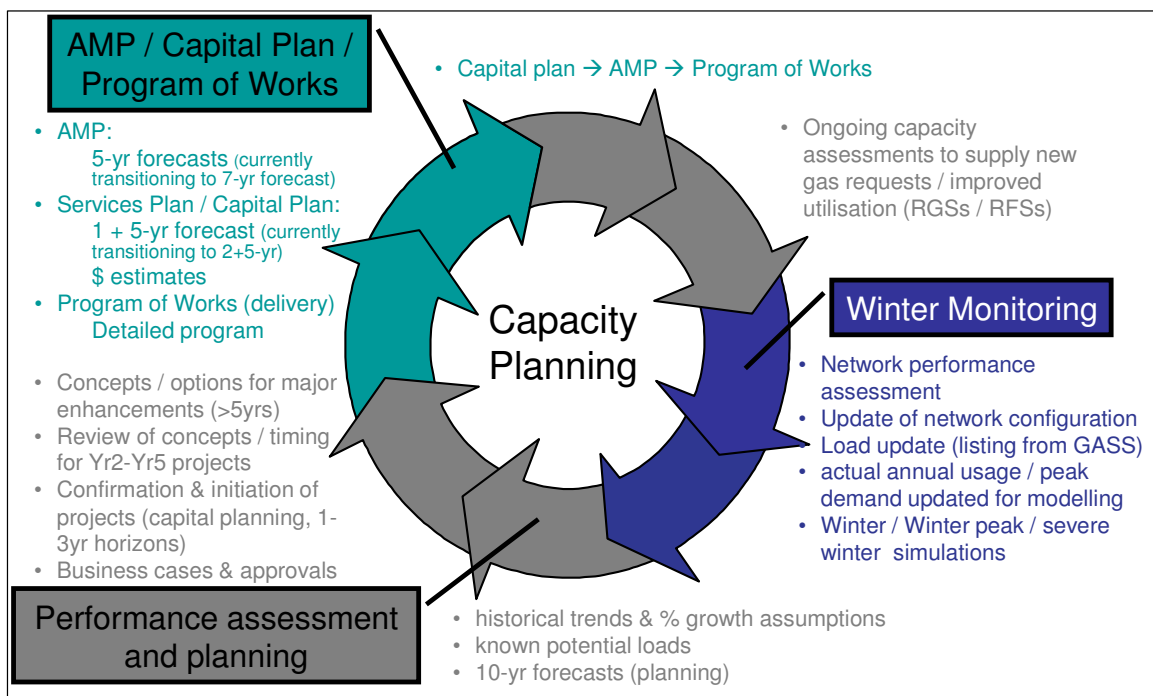 AMP / Capital Plan /
Program of Works
• Capital plan → AMP → Program of Works
• AMP:
5-yr forecasts (currently
transitioning to 7-yr forecast)
• Services Plan / Capital Plan:
1 + 5-yr forecast (currently
transitioning to 2+5-yr)
$ estimates
• Program of Works (delivery)
Detailed program
• Ongoing capacity
assessments to supply new
gas requests / improved
utilisation (RGSs / RFSs)
Capacity
Planning
Winter Monitoring
• Network performance
assessment
• Update of network configuration
• Load update (listing from GASS)
• actual annual usage / peak
demand updated for modelling
• Winter / Winter peak / severe
winter simulations
• Concepts / options for major
enhancements (>5yrs)
• Review of concepts / timing
for Yr2-Yr5 projects
• Confirmation & initiation of
projects (capital planning, 1-
3yr horizons)
• Business cases & approvals
Performance assessment
and planning
• historical trends & % growth assumptions
• known potential loads
• 10-yr forecasts (planning)